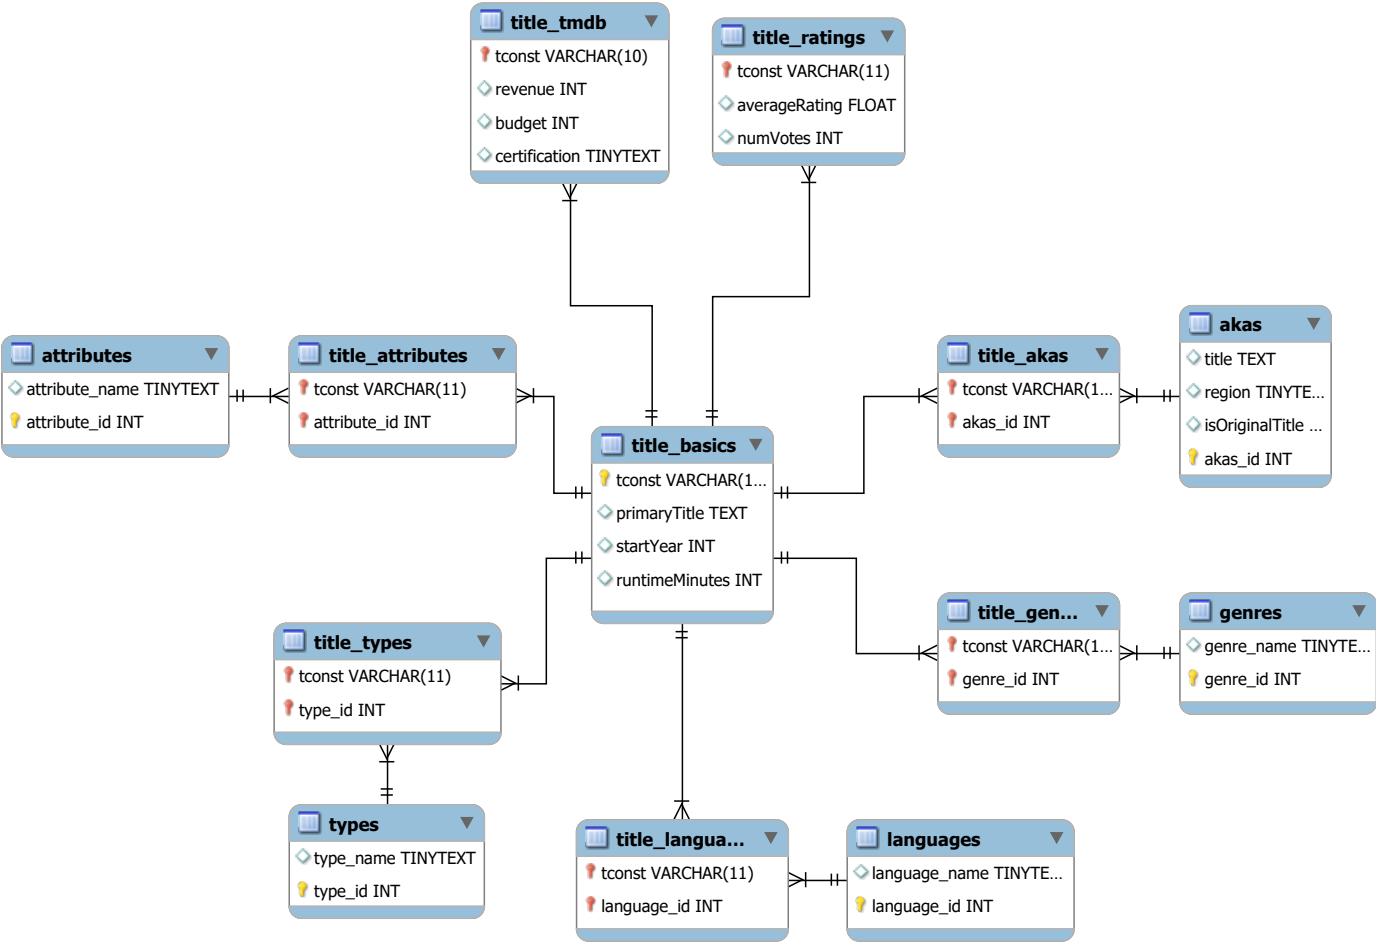 title_tmdb
tconst VARCHAR(10)
revenue INT
budget INT
certification TINYTEXT
title_ratings
tconst VARCHAR(11)
averageRating FLOAT
numVotes INT
attributes
attribute_name TINYTEXT
attribute_id INT
title_attributes
tconst VARCHAR(11)
attribute_id INT
title_akas
tconst VARCHAR(1...
akas_id INT
akas
title TEXT
region TINYTE...
isOriginalTitle ...
akas_id INT
title_basics
tconst VARCHAR(1...
primaryTitle TEXT
startYear INT
runtimeMinutes INT
title_types
tconst VARCHAR(11)
type_id INT
title_gen...
tconst VARCHAR(1...
genre_id INT
genres
genre_name TINYTE...
genre_id INT
types
type_name TINYTEXT
type_id INT
title_langua...
tconst VARCHAR(11)
language_id INT
languages
language_name TINYTE...
language_id INT